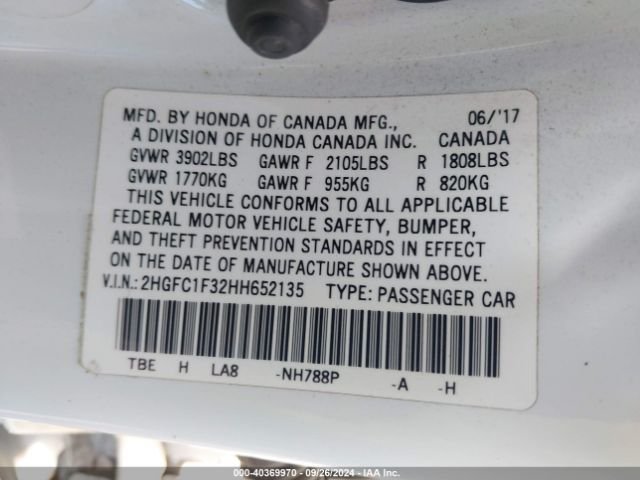 MFD. BY HONDA OF CANADA MFG., 06/'17
A DIVISION OF HONDA CANADA INC. CANADA
GVWR 3902LBS GAWR F 2105LBS R 1808LBS
GVWR 1770KG GAWR F 955KG R 820KG
THIS VEHICLE CONFORMS TO ALL APPLICABLE
FEDERAL MOTOR VEHICLE SAFETY, BUMPER,
AND THEFT PREVENTION STANDARDS IN EFFECT
ON THE DATE OF MANUFACTURE SHOWN ABOVE.
V.I.N.: 2HGFC1F32HH652135 TYPE: PASSENGER CAR
TBE H LA8 -NH788P -A -H
000-40369970 - 09/26/2024 - IAA Inc.